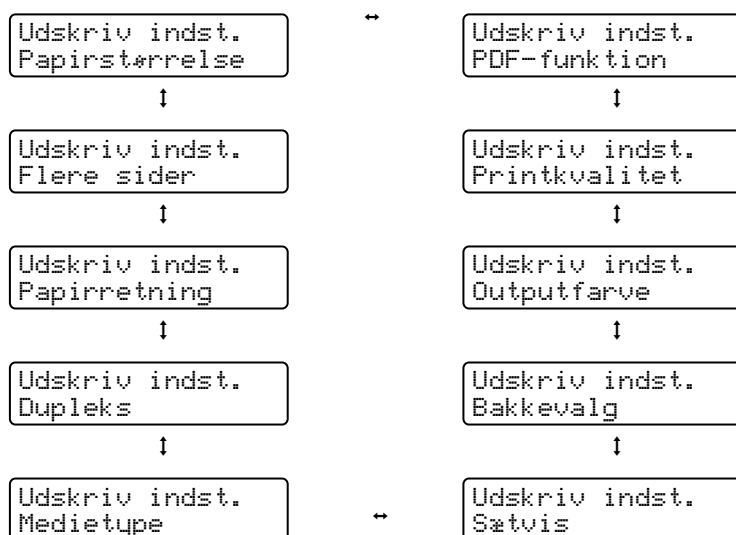 Udskriv indst.
Papirstørrelse
Udskriv indst.
Flere sider
Udskriv indst.
Papirretning
Udskriv indst.
Dupleks
Udskriv indst.
Medietype
Udskriv indst.
PDF-funktion
Udskriv indst.
Printkvalitet
Udskriv indst.
Outputfarve
Udskriv indst.
Bakkevalg
Udskriv indst.
Sætvis